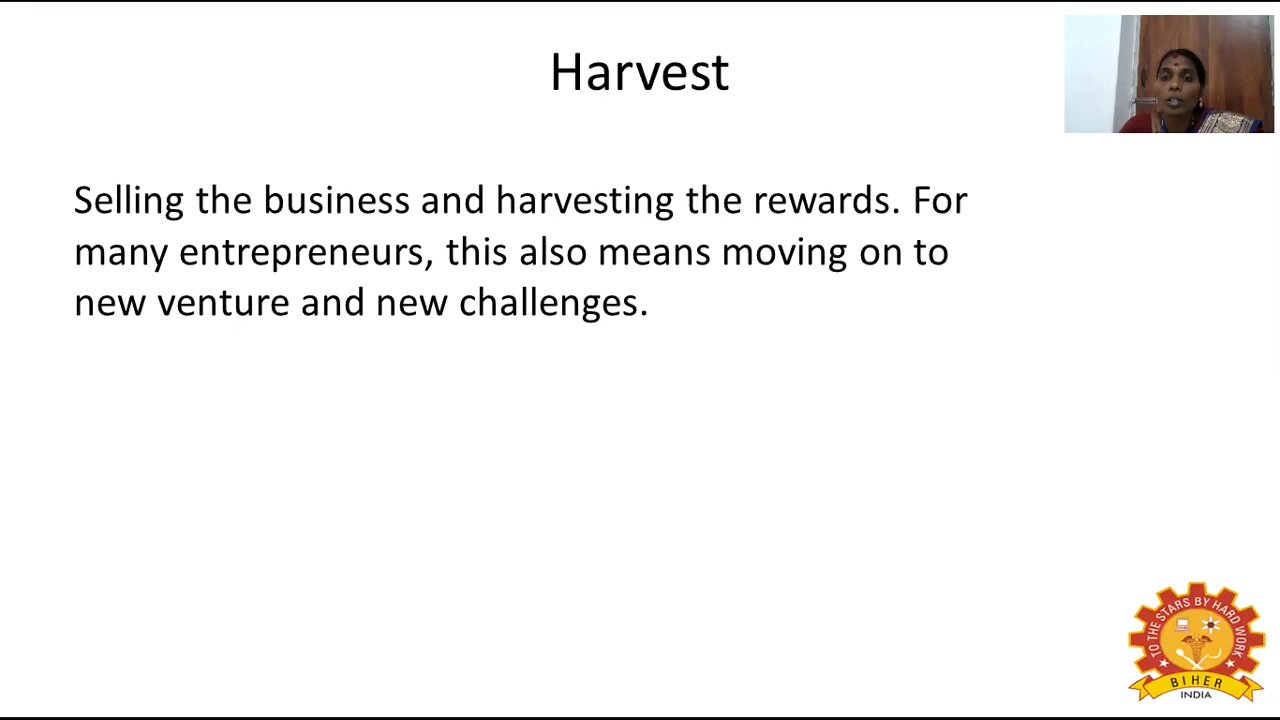 Harvest
Selling the business and harvesting the rewards. For
many entrepreneurs, this also means moving on to
new venture and new challenges.
TO THE STARS BY HARD WORK
BIHER
INDIA